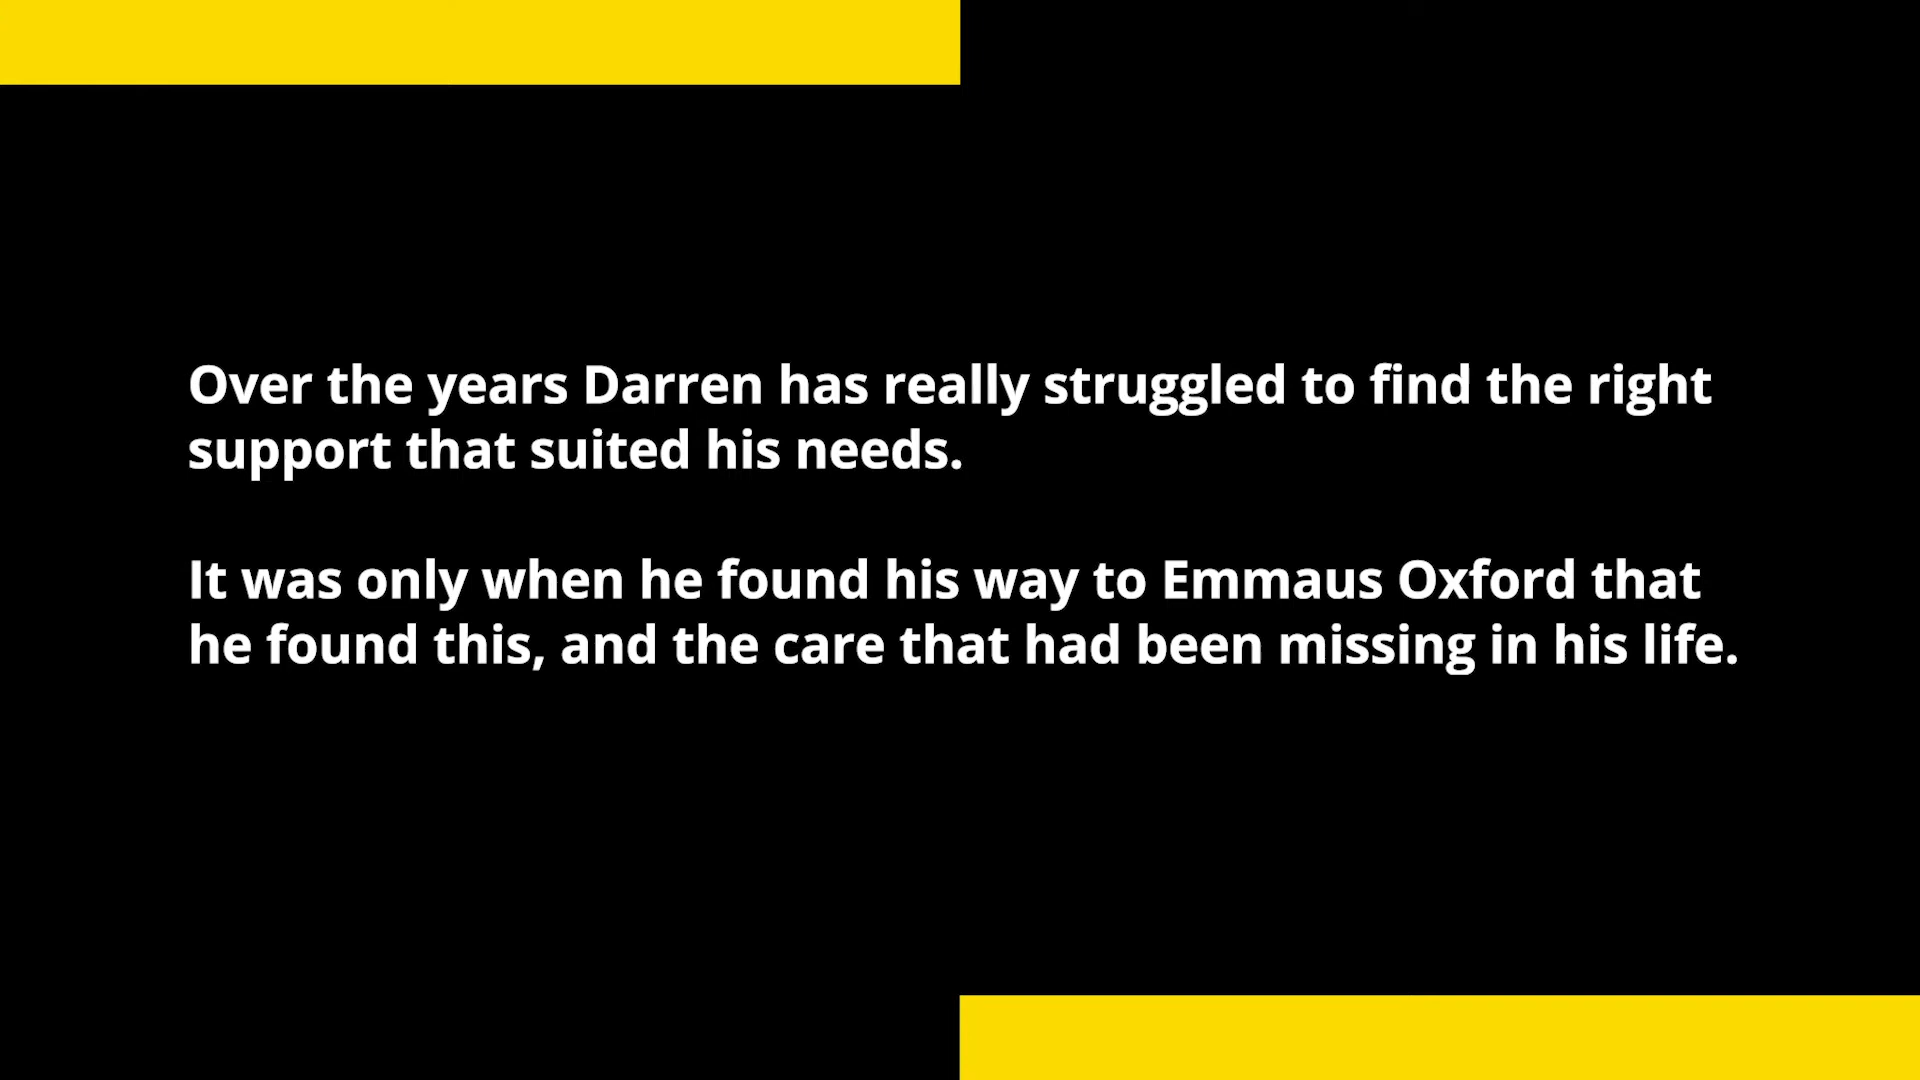 Over the years Darren has really struggled to find the right
support that suited his needs.
It was only when he found his way to Emmaus Oxford that
he found this, and the care that had been missing in his life.